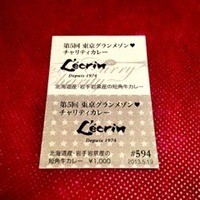 第5回 東京グランメゾン♥
チャリティカレー
L'écrin
Depuis 1974
北海道産・岩手県産の短角牛カレー
第5回 東京グランメゾン♥
チャリティカレー
L'écrin
Depuis 1974
北海道産・岩手県産の
短角牛カレー ¥1,000
#594
2013.5.19